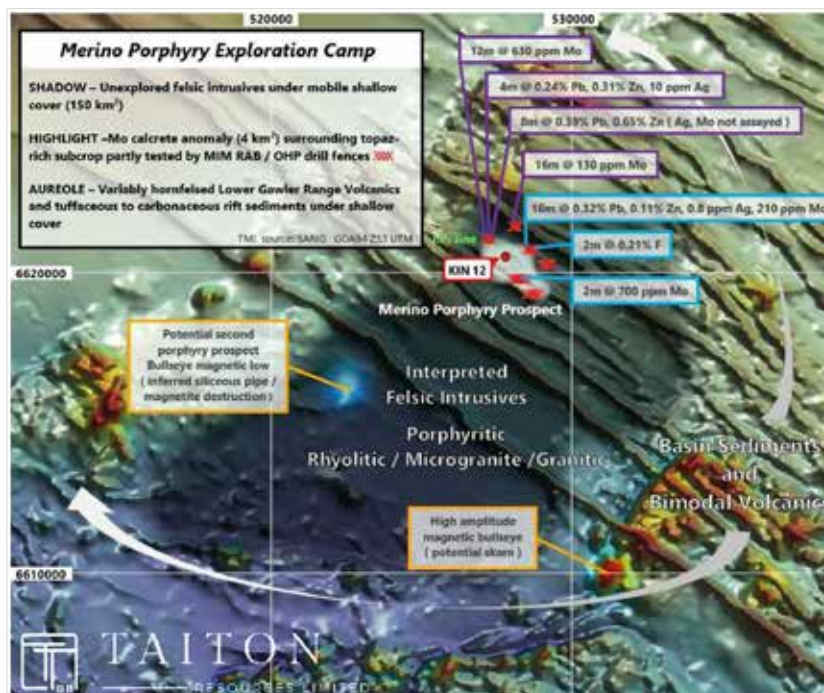 520000
530000
Merino Porphyry Exploration Camp
SHADOW – Unexplored felsic intrusives under mobile shallow
cover (150 km²)
HIGHLIGHT –Mo calcrete anomaly (4 km²) surrounding topaz-
rich subcrop partly tested by MIM RAB / OHP drill fences
AUREOLE – Variably hornfelsed Lower Gawler Range Volcanics
and tuffaceous to carbonaceous rift sediments under shallow
cover
TMI, source: SARIG : GDA94 Z53 UTM
12m @ 630 ppm Mo
4m @ 0.24% Pb, 0.31% Zn, 10 ppm Ag
8m @ 0.39% Pb, 0.65% Zn ( Ag, Mo not assayed )
16m @ 130 ppm Mo
16m @ 0.32% Pb, 0.11% Zn, 0.8 ppm Ag, 210 ppm Mo
2m @ 0.21% F
KIN 12
6620000
2m @ 700 ppm Mo
Merino Porphyry Prospect
Potential second
porphyry prospect
Bullseye magnetic low
( inferred siliceous pipe /
magnetite destruction )
Interpreted
Felsic Intrusives
Porphyritic
Rhyolitic / Microgranite /Granitic
Basin Sediments
and
Bimodal Volcanics
High amplitude
magnetic bullseye
( potential skarn )
6610000
TAITON
RESOURCES LIMITED